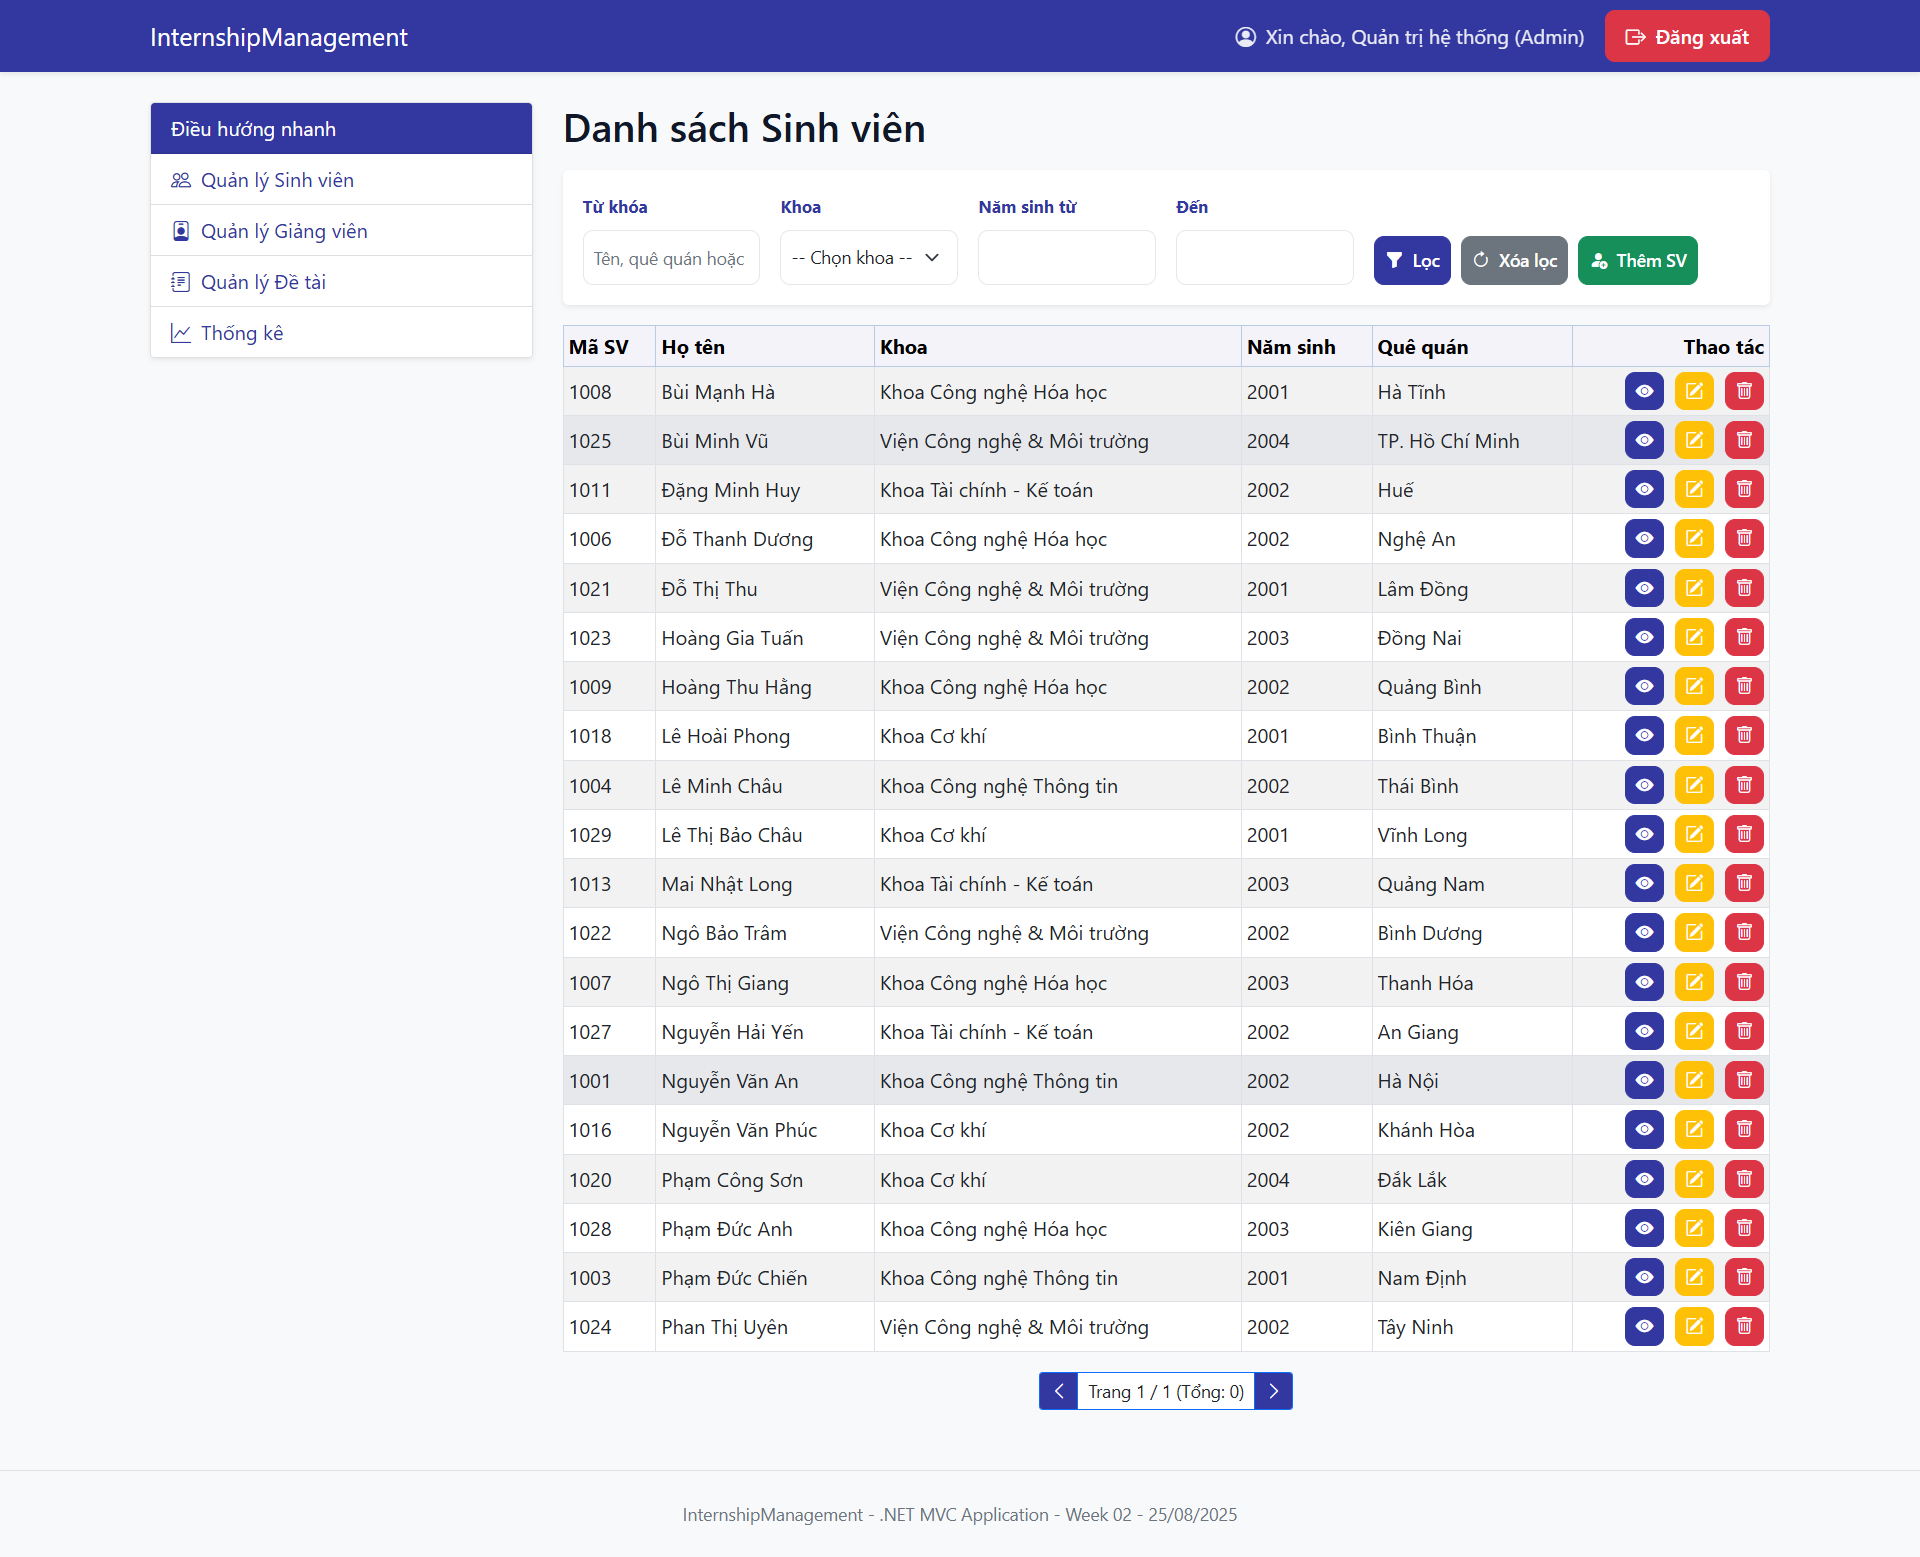 InternshipManagement
Xin chào, Quản trị hệ thống (Admin)
Đăng xuất
Điều hướng nhanh
Quản lý Sinh viên
Quản lý Giảng viên
Quản lý Đề tài
Thống kê
Danh sách Sinh viên
Từ khóa Khoa Năm sinh từ Đến
Tên, quê quán hoặc -- Chọn khoa -- Lọc Xóa lọc Thêm SV
Mã SV Họ tên Khoa Năm sinh Quê quán Thao tác
1008 Bùi Mạnh Hà Khoa Công nghệ Hóa học 2001 Hà Tĩnh
1025 Bùi Minh Vũ Viện Công nghệ & Môi trường 2004 TP. Hồ Chí Minh
1011 Đặng Minh Huy Khoa Tài chính - Kế toán 2002 Huế
1006 Đỗ Thanh Dương Khoa Công nghệ Hóa học 2002 Nghệ An
1021 Đỗ Thị Thu Viện Công nghệ & Môi trường 2001 Lâm Đồng
1023 Hoàng Gia Tuấn Viện Công nghệ & Môi trường 2003 Đồng Nai
1009 Hoàng Thu Hằng Khoa Công nghệ Hóa học 2002 Quảng Bình
1018 Lê Hoài Phong Khoa Cơ khí 2001 Bình Thuận
1004 Lê Minh Châu Khoa Công nghệ Thông tin 2002 Thái Bình
1029 Lê Thị Bảo Châu Khoa Cơ khí 2001 Vĩnh Long
1013 Mai Nhật Long Khoa Tài chính - Kế toán 2003 Quảng Nam
1022 Ngô Bảo Trâm Viện Công nghệ & Môi trường 2002 Bình Dương
1007 Ngô Thị Giang Khoa Công nghệ Hóa học 2003 Thanh Hóa
1027 Nguyễn Hải Yến Khoa Tài chính - Kế toán 2002 An Giang
1001 Nguyễn Văn An Khoa Công nghệ Thông tin 2002 Hà Nội
1016 Nguyễn Văn Phúc Khoa Cơ khí 2002 Khánh Hòa
1020 Phạm Công Sơn Khoa Cơ khí 2004 Đắk Lắk
1028 Phạm Đức Anh Khoa Công nghệ Hóa học 2003 Kiên Giang
1003 Phạm Đức Chiến Khoa Công nghệ Thông tin 2001 Nam Định
1024 Phan Thị Uyên Viện Công nghệ & Môi trường 2002 Tây Ninh
Trang 1 / 1 (Tổng: 0)
InternshipManagement - .NET MVC Application - Week 02 - 25/08/2025